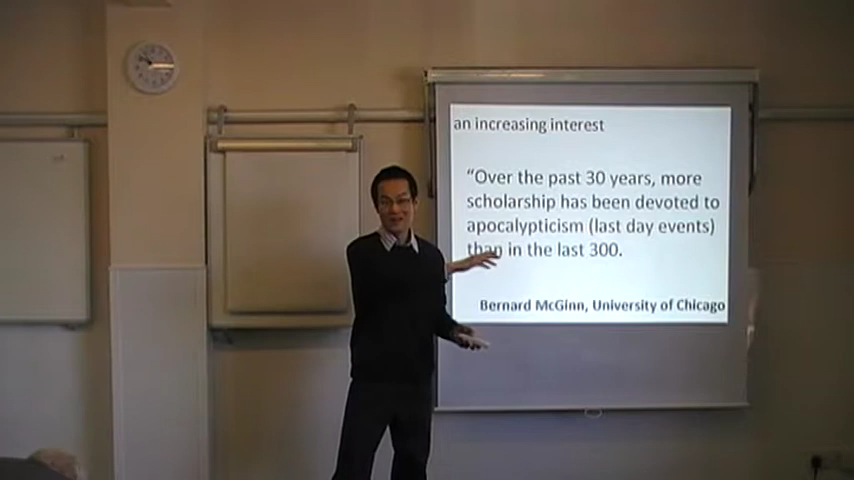 an increasing interest
“Over the past 30 years, more
scholarship has been devoted to
apocalypticism (last day events)
than in the last 300.
Bernard McGinn, University of Chicago